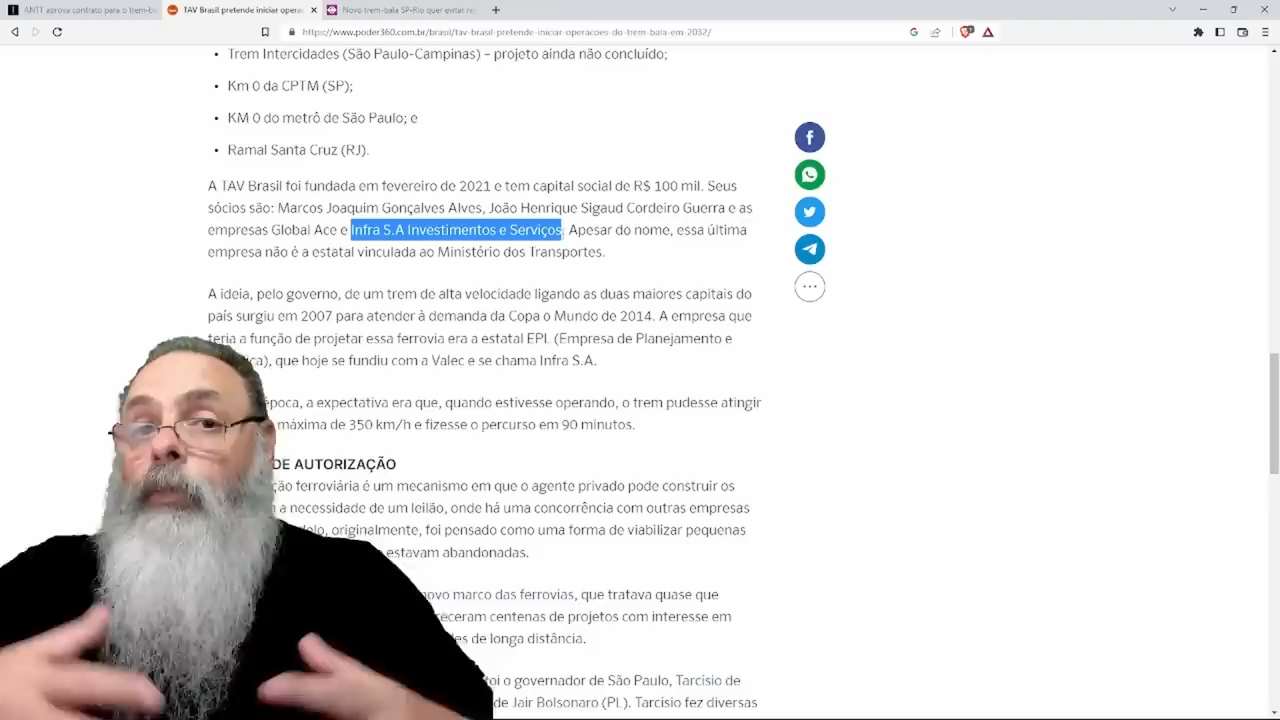 ANTT aprova contrato para o trem-ba
TAV Brasil pretende iniciar opera
Novo trem-bala SP-Rio quer evitar re
https://www.poder360.com.br/brasil/tav-brasil-pretende-iniciar-operacoes-do-trem-bala-em-2032/
• Trem Intercidades (São Paulo-Campinas) – projeto ainda não concluído;
• Km 0 da CPTM (SP);
• KM 0 do metrô de São Paulo; e
• Ramal Santa Cruz (RJ).
A TAV Brasil foi fundada em fevereiro de 2021 e tem capital social de R$ 100 mil. Seus
sócios são: Marcos Joaquim Gonçalves Alves, João Henrique Sigaud Cordeiro Guerra e as
empresas Global Ace e Infra S.A Investimentos e Serviços. Apesar do nome, essa última
empresa não é a estatal vinculada ao Ministério dos Transportes.
A ideia, pelo governo, de um trem de alta velocidade ligando as duas maiores capitais do
país surgiu em 2007 para atender à demanda da Copa o Mundo de 2014. A empresa que
teria a função de projetar essa ferrovia era a estatal EPL (Empresa de Planejamento e
ica), que hoje se fundiu com a Valec e se chama Infra S.A.
época, a expectativa era que, quando estivesse operando, o trem pudesse atingir
máxima de 350 km/h e fizesse o percurso em 90 minutos.
DE AUTORIZAÇÃO
ção ferroviária é um mecanismo em que o agente privado pode construir os
a necessidade de um leilão, onde há uma concorrência com outras empresas
lo, originalmente, foi pensado como uma forma de viabilizar pequenas
estavam abandonadas.
novo marco das ferrovias, que tratava quase que
receram centenas de projetos com interesse em
es de longa distância.
foi o governador de São Paulo, Tarcísio de
de Jair Bolsonaro (PL). Tarcísio fez diversas